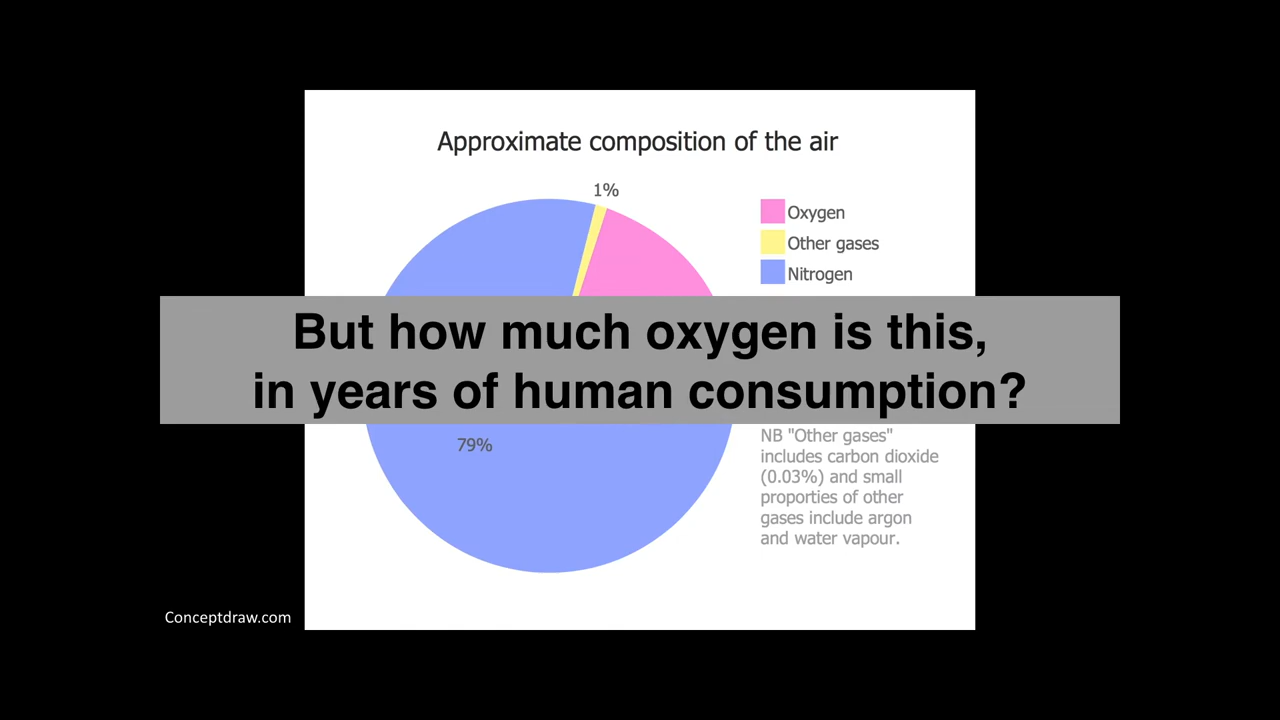 Approximate composition of the air
1%
Oxygen
Other gases
Nitrogen
But how much oxygen is this,
in years of human consumption?
79%
NB "Other gases"
includes carbon dioxide
(0.03%) and small
proporties of other
gases include argon
and water vapour.
Conceptdraw.com